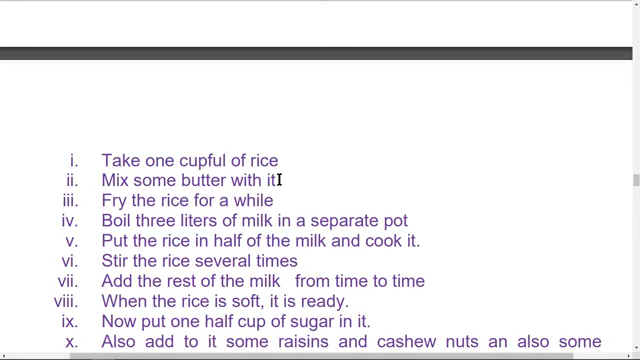 i. Take one cupful of rice
ii. Mix some butter with it
iii. Fry the rice for a while
iv. Boil three liters of milk in a separate pot
v. Put the rice in half of the milk and cook it.
vi. Stir the rice several times
vii. Add the rest of the milk from time to time
viii. When the rice is soft, it is ready.
ix. Now put one half cup of sugar in it.
x. Also add to it some raisins and cashew nuts an also some